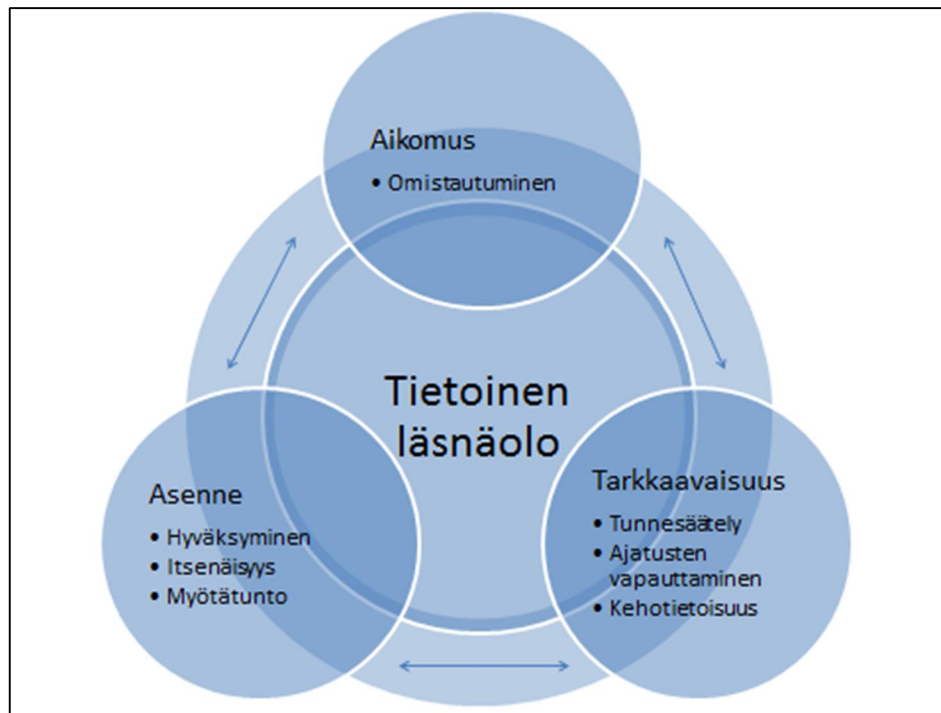 Aikomus
• Omistautuminen
Tietoinen
läsnäolo
Asenne
• Hyväksyminen
• Itsenäisyys
• Myötätunto
Tarkkaavaisuus
• Tunnesäätely
• Ajatusten
vapauttaminen
• Kehotietoisuus